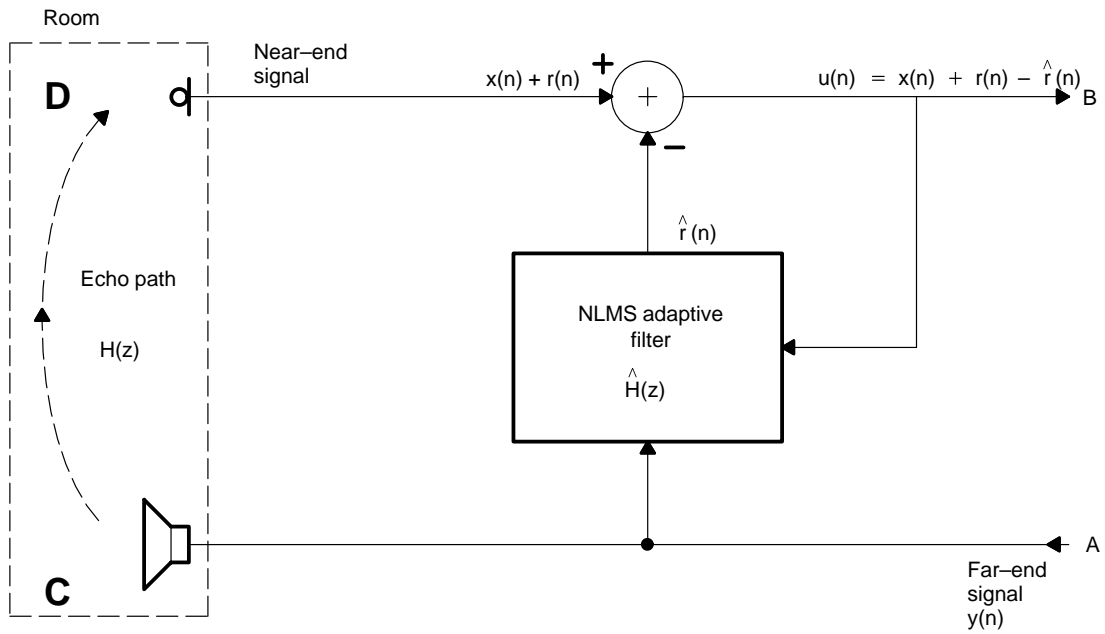 Room
D
Near–end
signal
x(n) + r(n)
+
+
−
u(n) = x(n) + r(n) − r̂(n)
B
r̂(n)
Echo path
H(z)
NLMS adaptive
filter
Ĥ(z)
C
A
Far–end
signal
y(n)